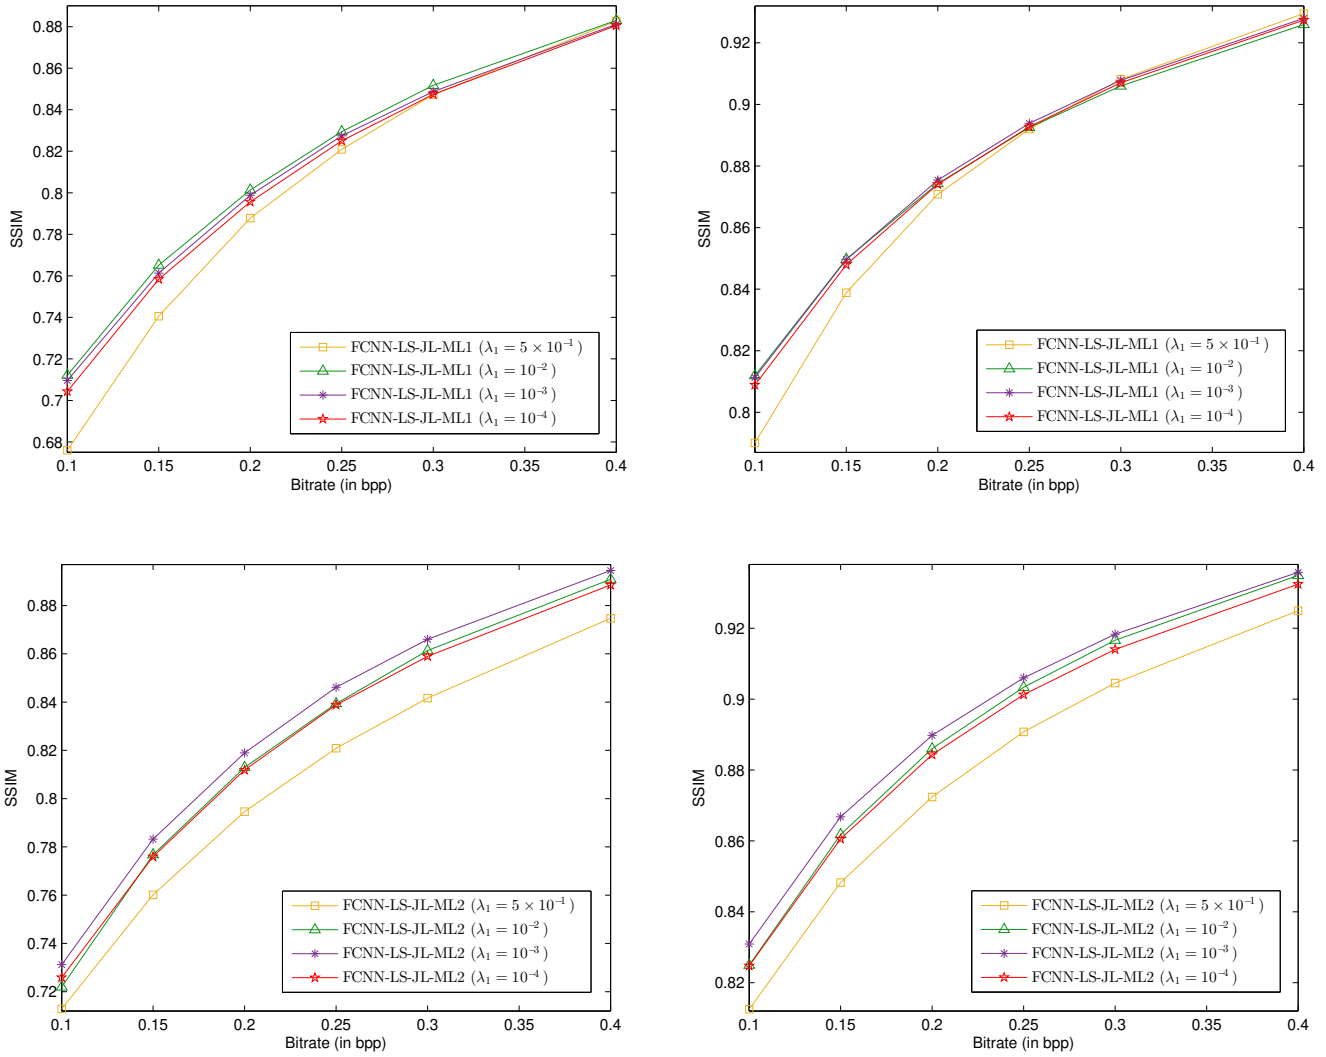 0.88
0.86
0.84
0.82
0.8
0.78
0.76
0.74
0.72
0.7
0.68
SSIM
0.1 0.15 0.2 0.25 0.3 0.35 0.4
Bitrate (in bpp)
FCNN-LS-JL-ML1 (λ₁ = 5 × 10⁻¹)
FCNN-LS-JL-ML1 (λ₁ = 10⁻²)
FCNN-LS-JL-ML1 (λ₁ = 10⁻³)
FCNN-LS-JL-ML1 (λ₁ = 10⁻⁴)
0.92
0.9
0.88
0.86
0.84
0.82
0.8
SSIM
0.1 0.15 0.2 0.25 0.3 0.35 0.4
Bitrate (in bpp)
FCNN-LS-JL-ML1 (λ₁ = 5 × 10⁻¹)
FCNN-LS-JL-ML1 (λ₁ = 10⁻²)
FCNN-LS-JL-ML1 (λ₁ = 10⁻³)
FCNN-LS-JL-ML1 (λ₁ = 10⁻⁴)
0.88
0.86
0.84
0.82
0.8
0.78
0.76
0.74
0.72
SSIM
0.1 0.15 0.2 0.25 0.3 0.35 0.4
Bitrate (in bpp)
FCNN-LS-JL-ML2 (λ₁ = 5 × 10⁻¹)
FCNN-LS-JL-ML2 (λ₁ = 10⁻²)
FCNN-LS-JL-ML2 (λ₁ = 10⁻³)
FCNN-LS-JL-ML2 (λ₁ = 10⁻⁴)
0.92
0.9
0.88
0.86
0.84
0.82
SSIM
0.1 0.15 0.2 0.25 0.3 0.35 0.4
Bitrate (in bpp)
FCNN-LS-JL-ML2 (λ₁ = 5 × 10⁻¹)
FCNN-LS-JL-ML2 (λ₁ = 10⁻²)
FCNN-LS-JL-ML2 (λ₁ = 10⁻³)
FCNN-LS-JL-ML2 (λ₁ = 10⁻⁴)